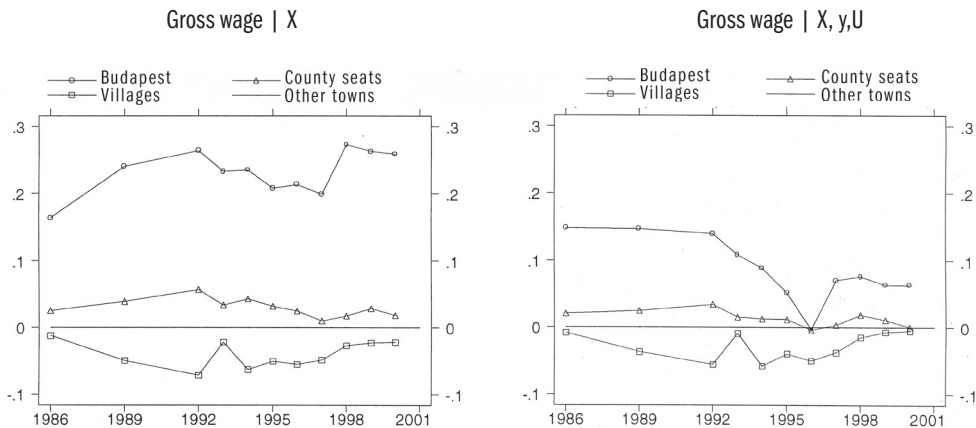 Gross wage | X
Budapest
County seats
Villages
Other towns
.3
.3
.2
.2
.1
.1
0
0
-.1
-.1
1986 1989 1992 1995 1998 2001
Gross wage | X, y,U
Budapest
County seats
Villages
Other towns
.3
.3
.2
.2
.1
.1
0
0
-.1
-.1
1986 1989 1992 1995 1998 2001